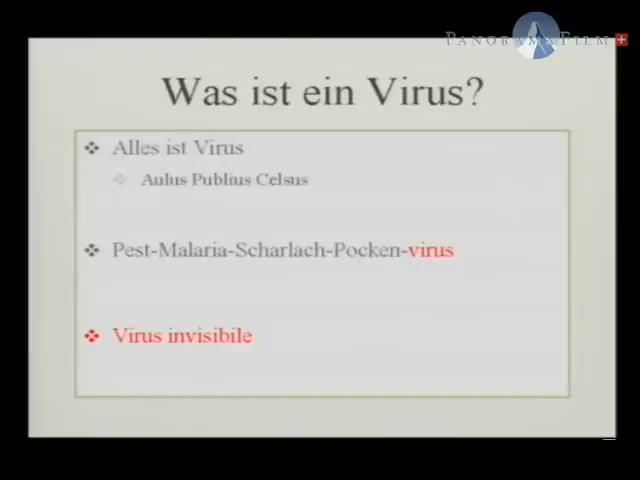 PANORAMA FILM
Was ist ein Virus?
Alles ist Virus
Aulus Publius Celsus
Pest-Malaria-Scharlach-Pocken-virus
Virus invisibile